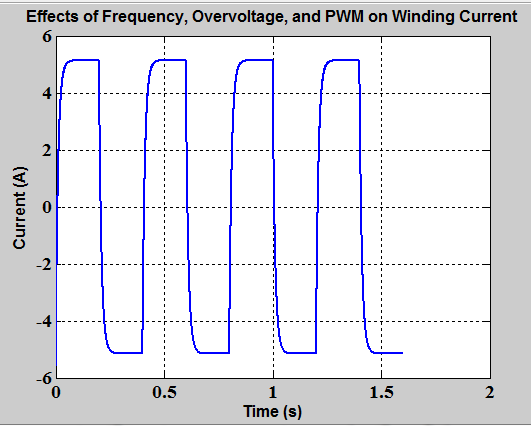 Effects of Frequency, Overvoltage, and PWM on Winding Current
6
4
2
0
-2
-4
-6
Current (A)
0 0.5 1 1.5 2
Time (s)